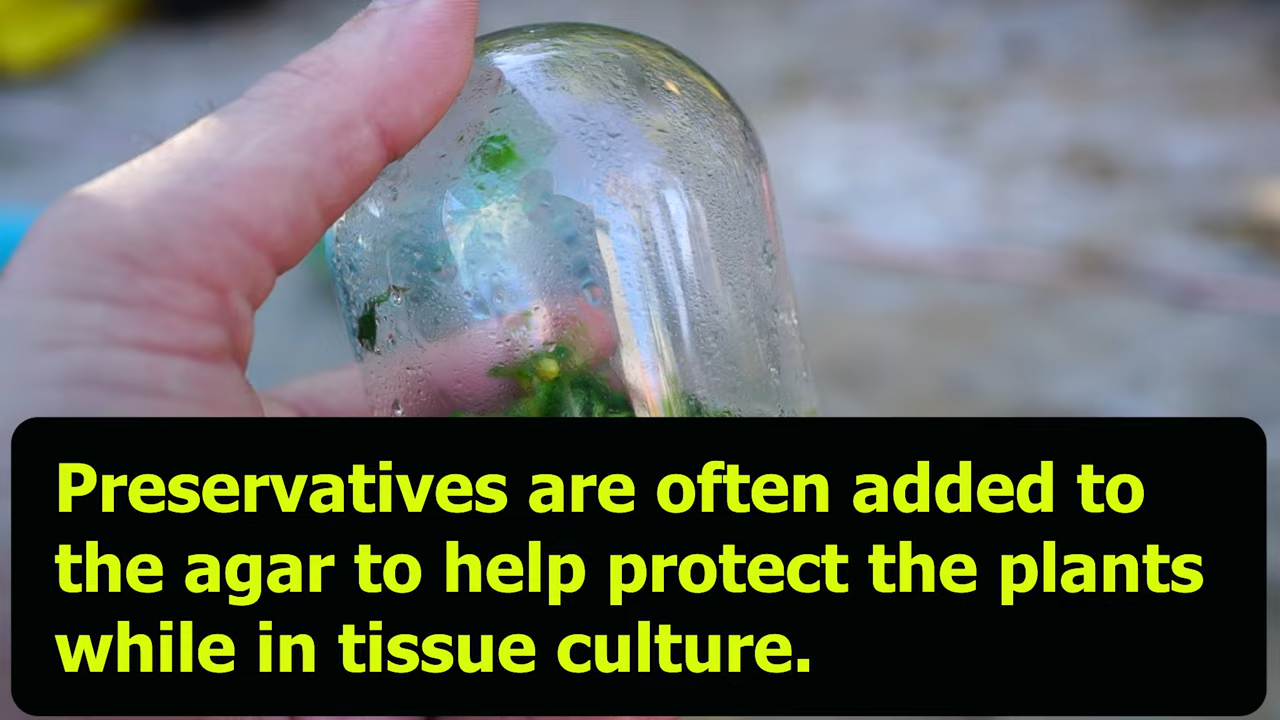 Preservatives are often added to
the agar to help protect the plants
while in tissue culture.